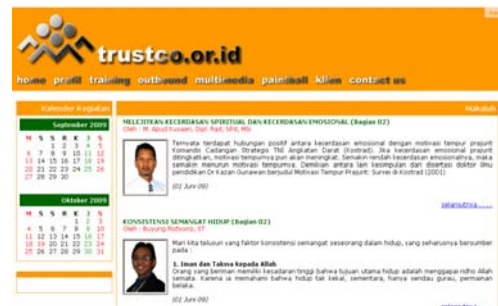 trustco.or.id
home profil training outbound multimedia paintball klien contact us
Kalender Kegiatan
Makalah
September 2009
M S S R K J S
1 2 3 4 5
6 7 8 9 10 11 12
13 14 15 16 17 18 19
20 21 22 23 24 25 26
27 28 29 30
Oktober 2009
M S S R K J S
1 2 3
4 5 6 7 8 9 10
11 12 13 14 15 16 17
18 19 20 21 22 23 24
25 26 27 28 29 30 31
MELEJITKAN KECERDASAN SPIRITUAL DAN KECERDASAN EMOSIONAL (Bagian 02)
Oleh : M. Apud Kusaeri, Dipl. Rad, SPd, MSi
Ternyata terdapat hubungan positif antara kecerdasan emosional dengan motivasi tempur prajurit
Komando Cadangan Strategis TNI Angkatan Darat (Kostrad). Jika kecerdasan emosional prajurit
ditingkatkan, motivasi tempurnya pun akan meningkat. Semakin rendah kecerdasan emosionalnya, maka
semakin menurun motivasi tempurnya. Demikian antara lain kesimpulan dan disertasi doktor ilmu
pendidikan Dr Kazan Gunawan berjudul Motivasi Tempur Prajurit: Survei di Kostrad (2001)
(01 Juni 09)
selanjutnya
KONSISTENSI SEMANGAT HIDUP (Bagian 02)
Oleh : Buyung Risbyono, ST
Mari kita telusuri yang faktor konsistensi semangat seseorang dalam hidup, yang seharusnya bersumber
pada :
1. Iman dan Takwa kepada Allah
Orang yang beriman memiliki kesadaran tinggi bahwa tujuan utama hidup adalah menggapai ridho Allah
semata. Karena ia memahami bahwa hidup tak kekal, sementara, hanya sendau gurau, permainan
belaka.
(01 Juni 09)